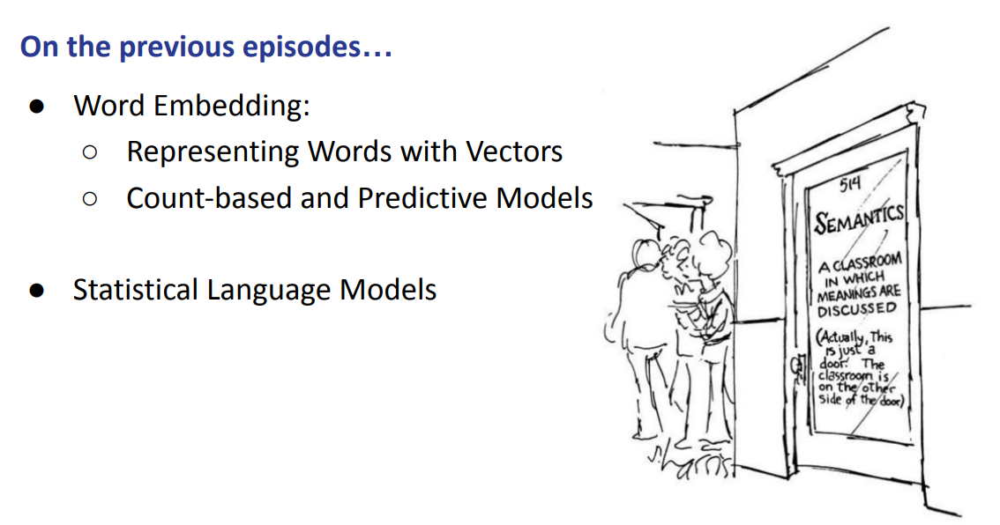 On the previous episodes…
● Word Embedding:
○ Representing Words with Vectors
○ Count-based and Predictive Models
● Statistical Language Models
514
SEMANTICS
A CLASSROOM
IN WHICH
MEANINGS ARE
DISCUSSED
(Actually, This
is just a
door. The
classroom is
on the other
side of the door)
S. Harris